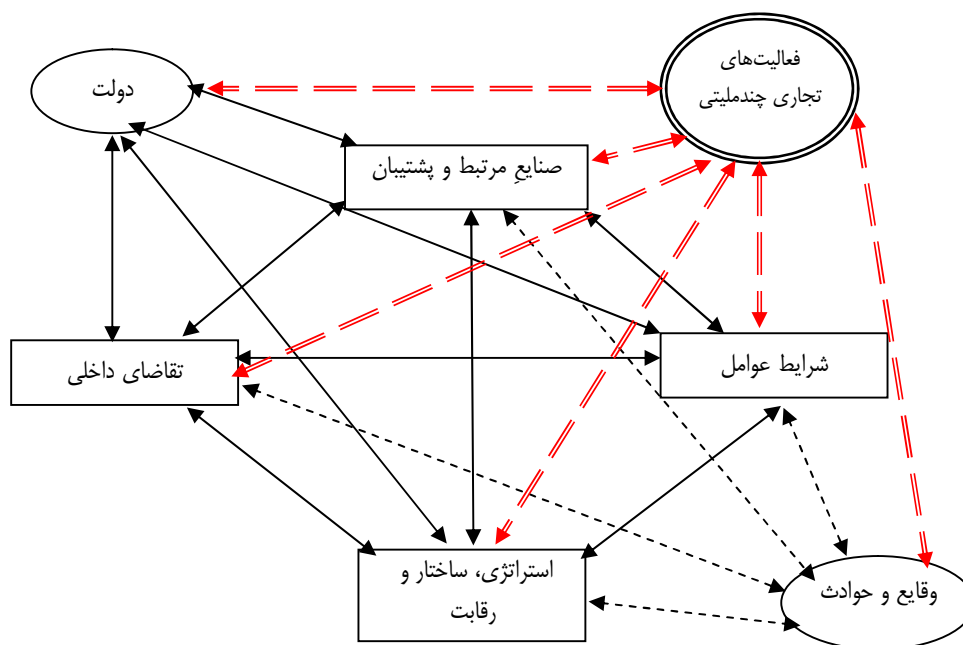 فعالیت‌های
تجاری چندملیتی
دولت
صنایعِ مرتبط و پشتیبان
شرایط عوامل
تقاضای داخلی
استراتژی، ساختار و
رقابت
وقایع و حوادث